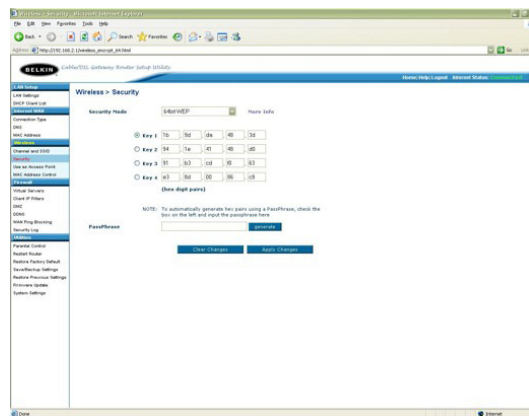 Wireless > Security - Microsoft Internet Explorer
File Edit View Favorites Tools Help
Back Search Favorites
Address http://192.168.2.1/wireless_encrypt_64.html Go
BELKIN Cable/DSL Gateway Router Setup Utility
Home|Help|Logout Internet Status: Connected
LAN Setup
LAN Settings
DHCP Client List
Internet WAN
Connection Type
DNS
MAC Address
Wireless
Channel and SSID
Security
Use as Access Point
MAC Address Control
Firewall
Virtual Servers
Client IP Filters
DMZ
DDNS
WAN Ping Blocking
Security Log
Utilities
Parental Control
Restart Router
Restore Factory Default
Save/Backup Settings
Restore Previous Settings
Firmware Update
System Settings
Wireless > Security
Security Mode 64bitWEP More Info
Key 1 1b 9d da 48 3d
Key 2 94 1e 41 48 d0
Key 3 91 b3 cd 63
Key 4 e3 8d 00 86 c9
(hex digit pairs)
NOTE: To automatically generate hex pairs using a PassPhrase, check the
box on the left and input the passphrase here
PassPhrase generate
Clear Changes Apply Changes
Done Internet